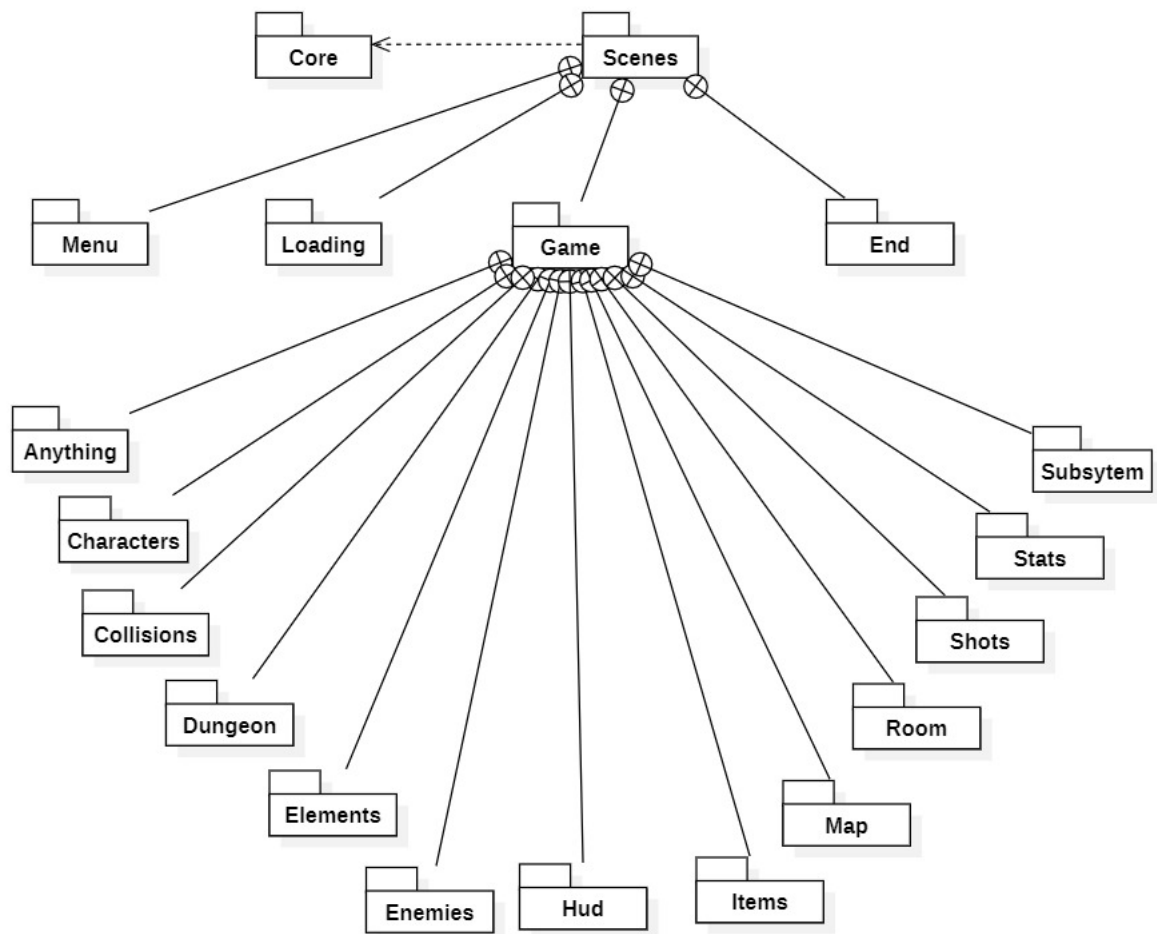 Core
Scenes
Menu
Loading
Game
End
Anything
Subsytem
Characters
Stats
Collisions
Shots
Dungeon
Room
Elements
Map
Enemies
Hud
Items